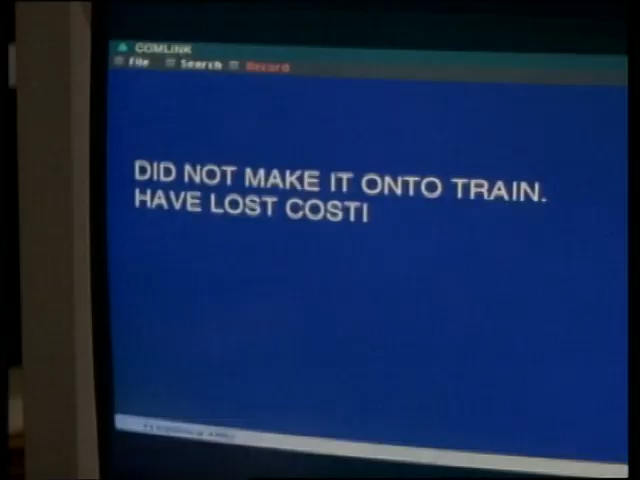 COMLINK
File Search Record
DID NOT MAKE IT ONTO TRAIN.
HAVE LOST COSTI